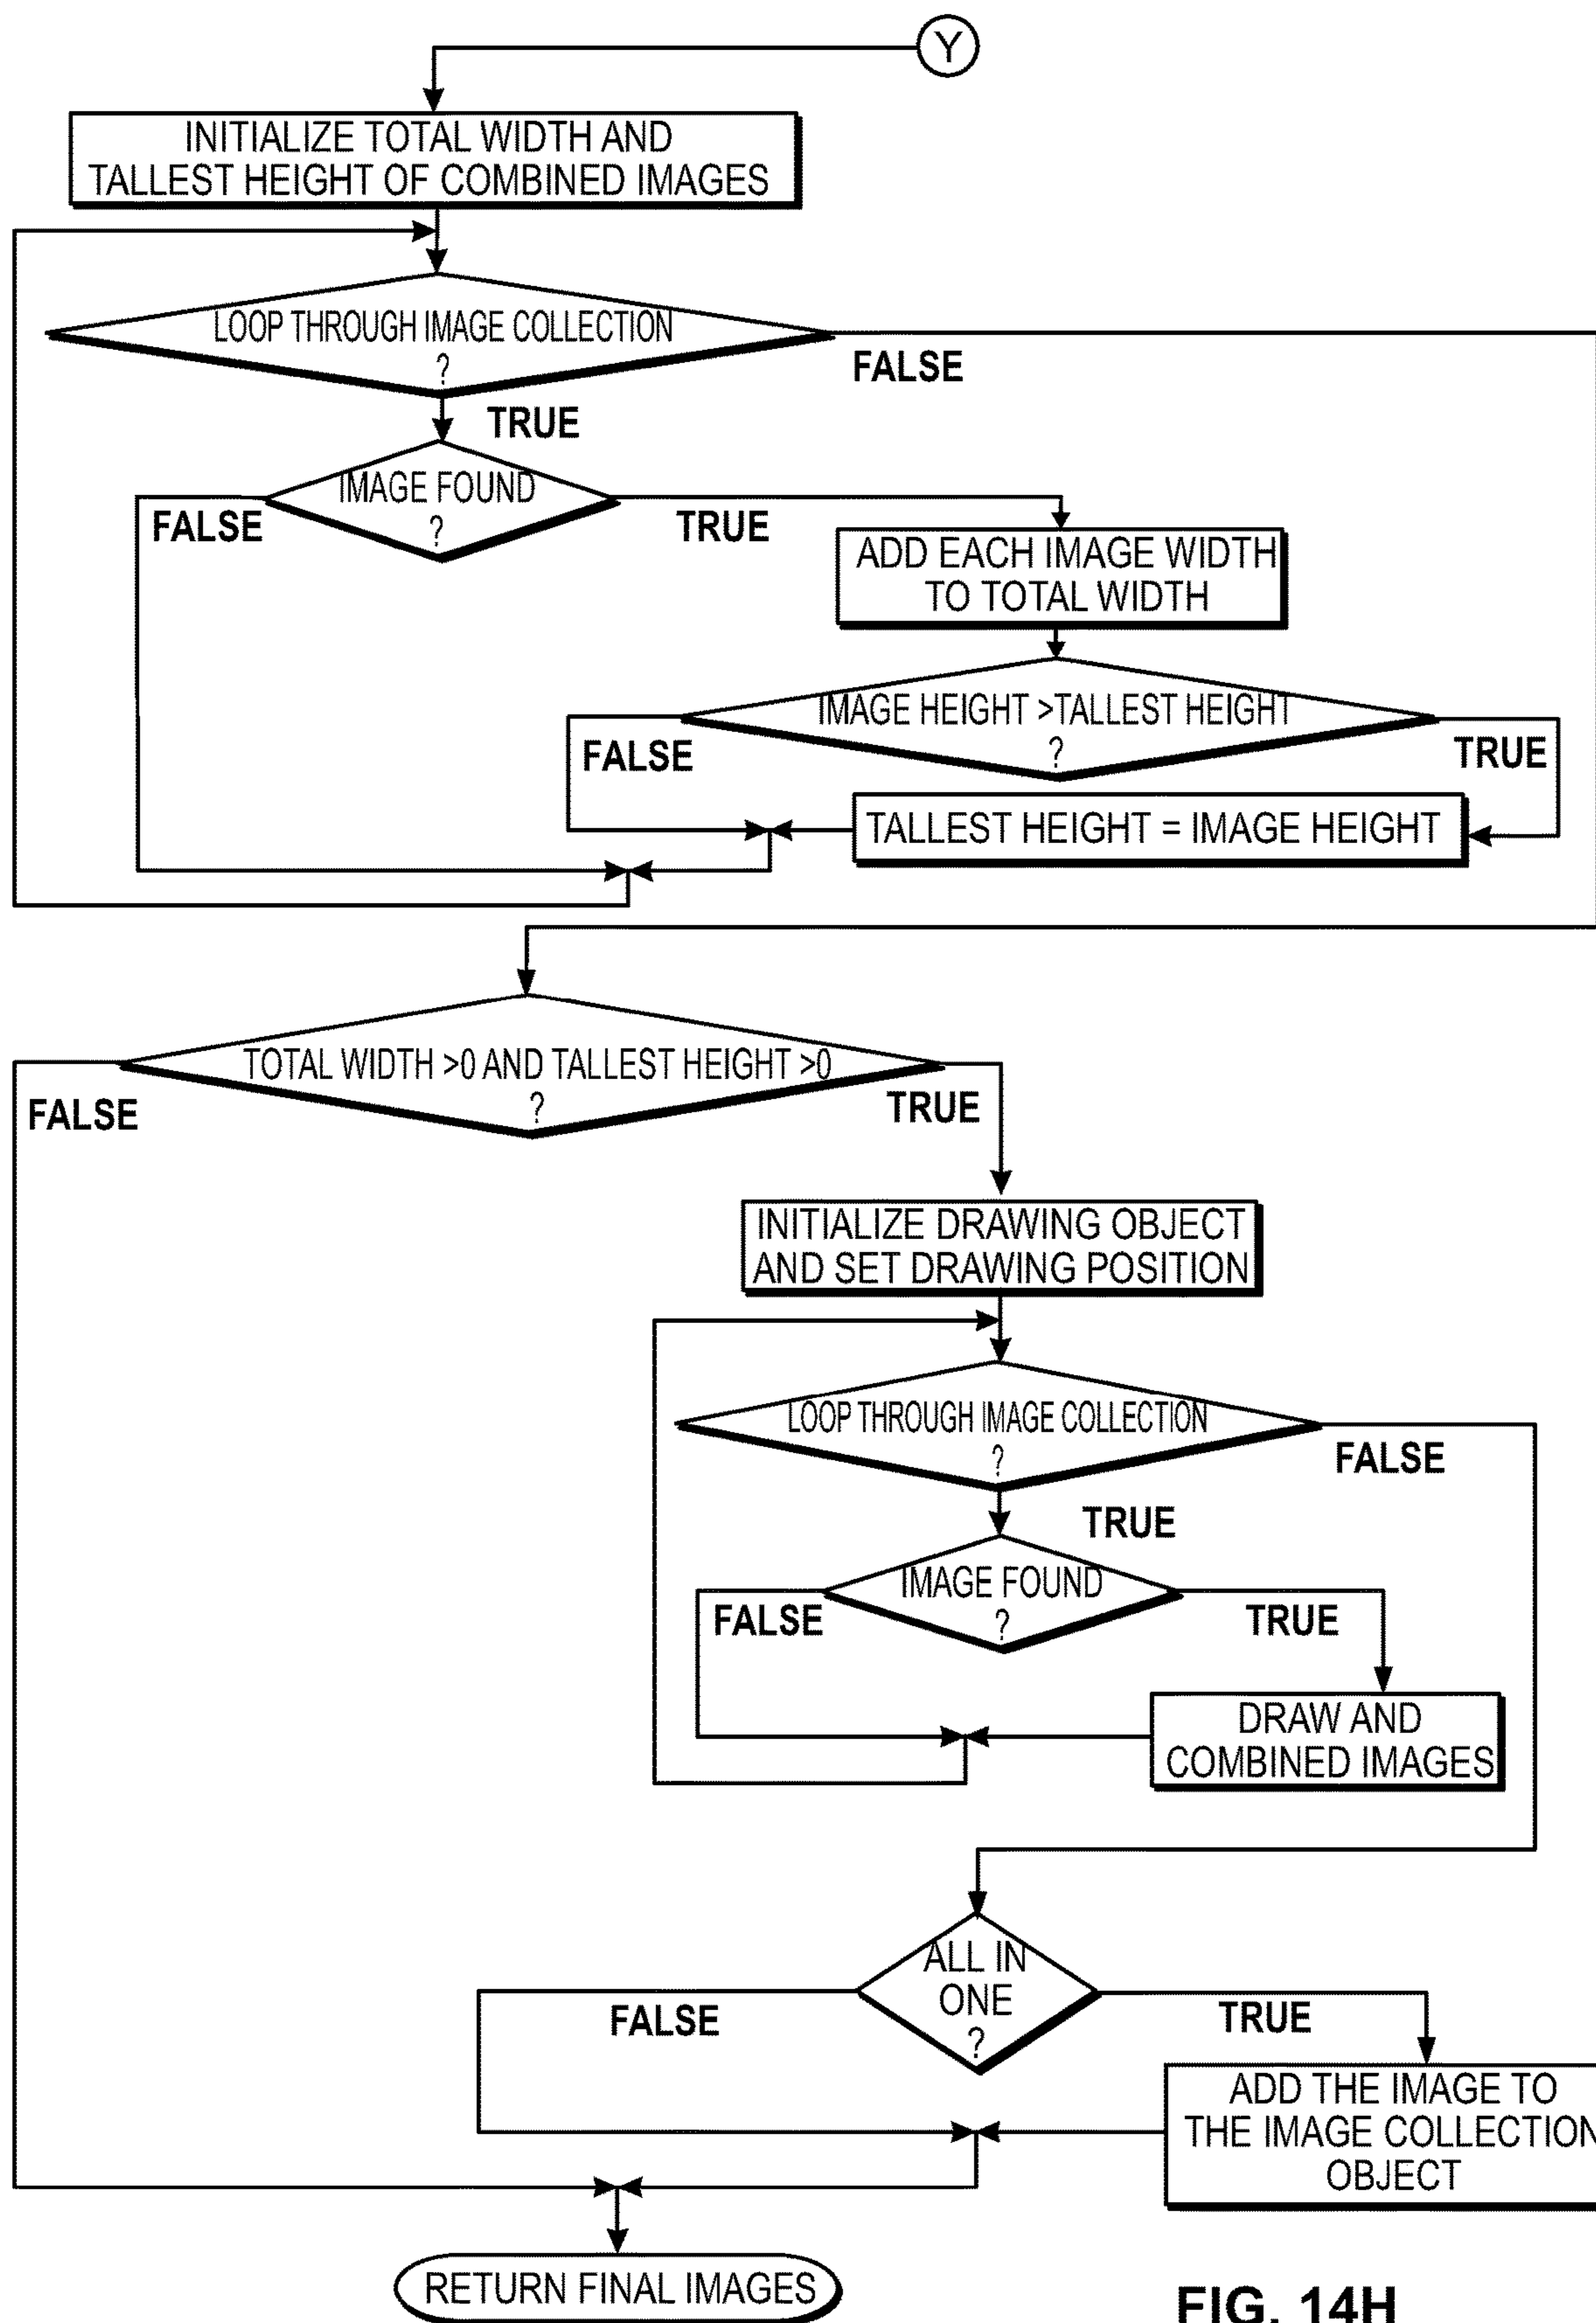 Y
INITIALIZE TOTAL WIDTH AND
TALLEST HEIGHT OF COMBINED IMAGES
LOOP THROUGH IMAGE COLLECTION
?
FALSE
TRUE
IMAGE FOUND
?
FALSE
TRUE
ADD EACH IMAGE WIDTH
TO TOTAL WIDTH
IMAGE HEIGHT >TALLEST HEIGHT
?
FALSE
TRUE
TALLEST HEIGHT = IMAGE HEIGHT
TOTAL WIDTH >0 AND TALLEST HEIGHT >0
?
FALSE
TRUE
INITIALIZE DRAWING OBJECT
AND SET DRAWING POSITION
LOOP THROUGH IMAGE COLLECTION
?
FALSE
TRUE
IMAGE FOUND
?
FALSE
TRUE
DRAW AND
COMBINED IMAGES
ALL IN
ONE
?
FALSE
TRUE
ADD THE IMAGE TO
THE IMAGE COLLECTION
OBJECT
RETURN FINAL IMAGES
FIG. 14H